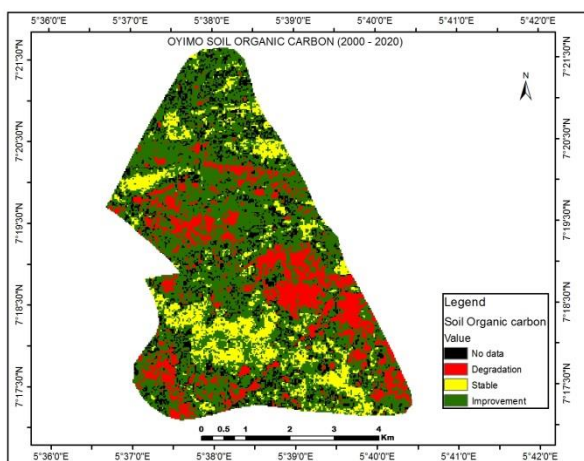 5°36'0"E 5°37'0"E 5°38'0"E 5°39'0"E 5°40'0"E 5°41'0"E 5°42'0"E
OYIMO SOIL ORGANIC CARBON (2000 - 2020)
7°21'30"N 7°21'30"N
N
7°20'30"N 7°20'30"N
7°19'30"N 7°19'30"N
7°18'30"N 7°18'30"N
7°17'30"N 7°17'30"N
Legend
Soil Organic carbon
Value
No data
Degradation
Stable
Improvement
0 0.5 1 2 3 4
Km
5°36'0"E 5°37'0"E 5°38'0"E 5°39'0"E 5°40'0"E 5°41'0"E 5°42'0"E